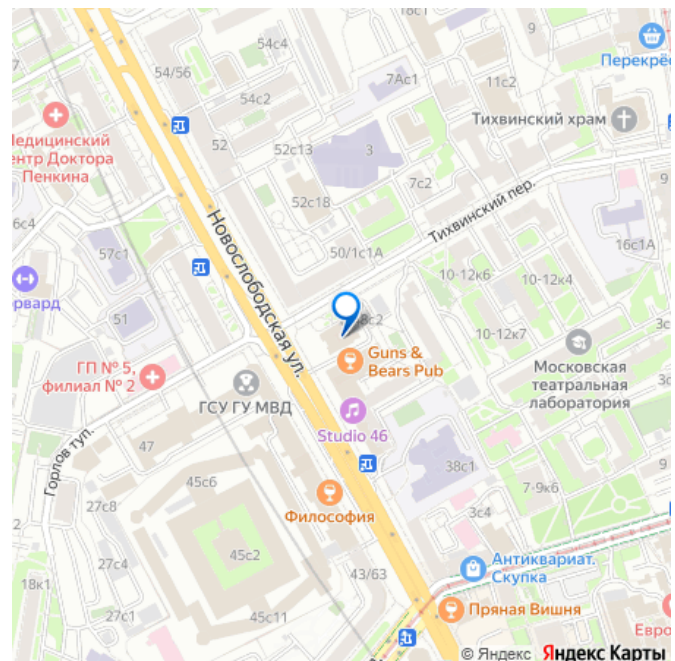 54с4
18с1
9
Перекрё
54/56
7Ас1
11с2
54с2
Тихвинский храм
Медицинский
ентр Доктора
Пенкина
52
52с13
3
7с2
52с18
Тихвинский пер.
6с4
Новослободская ул.
50/1с1А
16с1А
57с1
10-12к6
10-12к4
рвард
51
8с2
10-12к7
3с
Guns &
Bears Pub
ГП № 5,
филиал № 2
Московская
театральная
лаборатория
ГСУ ГУ МВД
Studio 46
47
Горлов туп.
38с1
9
45с6
7-9к6
27с8
Философия
3с4
27с4
45с2
Антиквариат.
Скупка
18к1
43/63
27с1
45с11
Пряная Вишня
Евро
© Яндекс Яндекс Карты